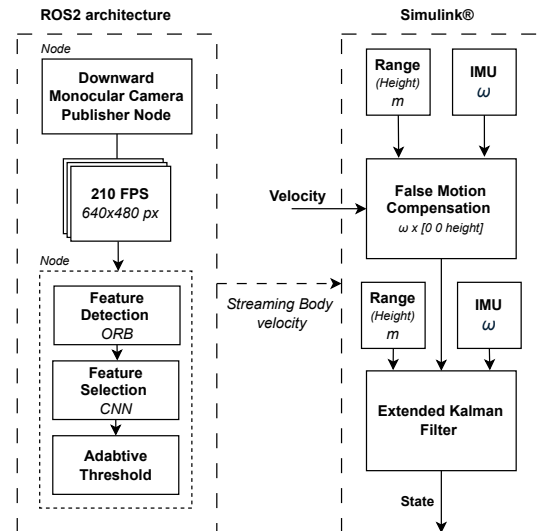 ROS2 architecture
Node
Downward
Monocular Camera
Publisher Node
210 FPS
640x480 px
Node
Feature
Detection
ORB
Feature
Selection
CNN
Adabtive
Threshold
Streaming Body
velocity
Simulink®
Range
(Height)
m
IMU
ω
Velocity
False Motion
Compensation
ω x [0 0 height]
Range
(Height)
m
IMU
ω
Extended Kalman
Filter
State